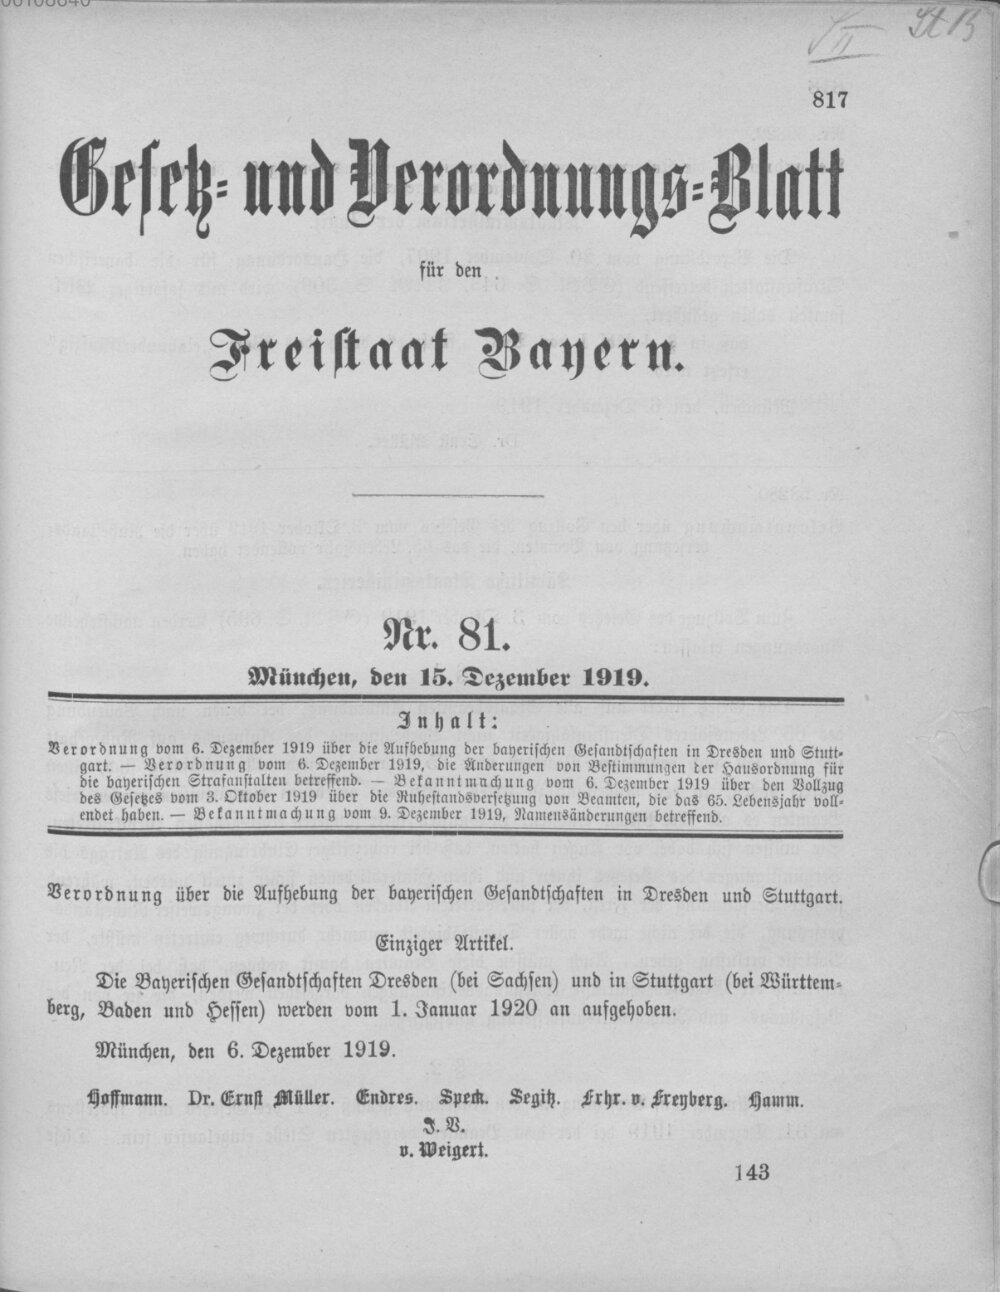 817
Gesetz- und Verordnungs-Blatt
für den
Freistaat Bayern.
Nr. 81.
München, den 15. Dezember 1919.
Inhalt:
Verordnung vom 6. Dezember 1919 über die Aufhebung der bayerischen Gesandtschaften in Dresden und Stutt-
gart. — Verordnung vom 6. Dezember 1919, die Änderungen von Bestimmungen der Hausordnung für
die bayerischen Strafanstalten betreffend. — Bekanntmachung vom 6. Dezember 1919 über den Vollzug
des Gesetzes vom 3. Oktober 1919 über die Ruhestandsversetzung von Beamten, die das 65. Lebensjahr voll-
endet haben. — Bekanntmachung vom 9. Dezember 1919, Namensänderungen betreffend.
Verordnung über die Aufhebung der bayerischen Gesandtschaften in Dresden und Stuttgart.
Einziger Artikel.
Die Bayerischen Gesandtschaften Dresden (bei Sachsen) und in Stuttgart (bei Württem-
berg, Baden und Hessen) werden vom 1. Januar 1920 an aufgehoben.
München, den 6. Dezember 1919.
Hoffmann. Dr. Ernst Müller. Endres. Speck. Segitz. Frhr. v. Freyberg. Hamm.
J. V.
v. Weigert.
143